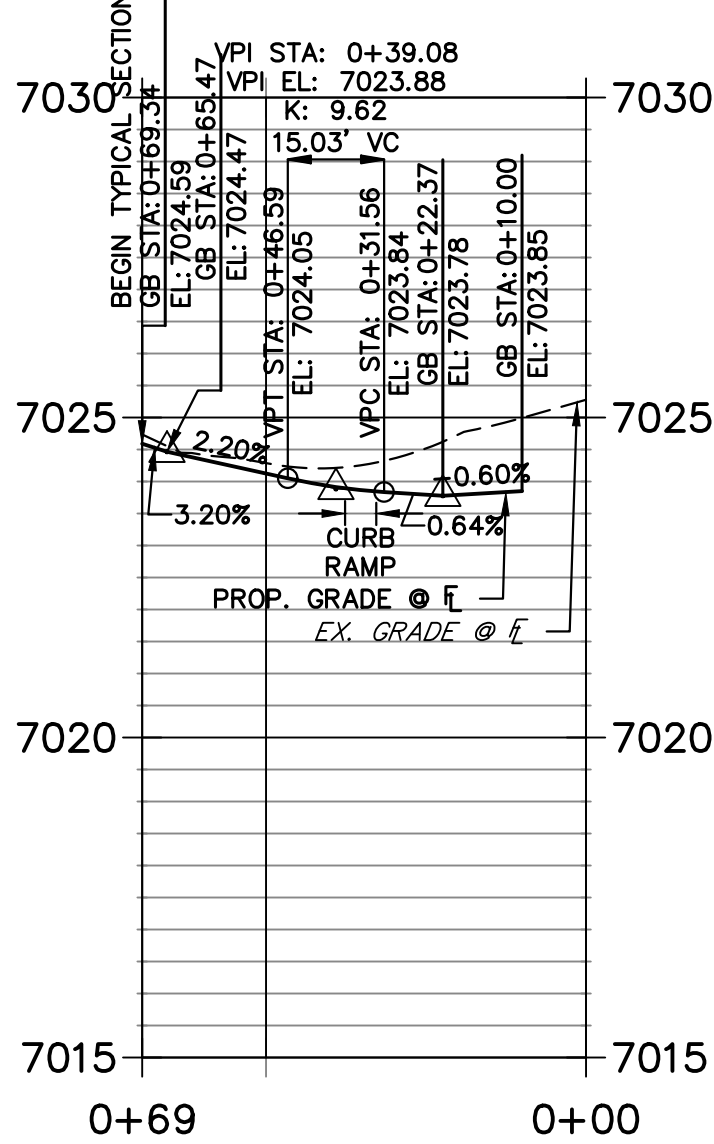 VPI STA: 0+39.08
VPI EL: 7023.88
K: 9.62
15.03' VC
BEGIN TYPICAL SECTION
GB STA: 0+69.34
EL: 7024.59
GB STA: 0+65.47
EL: 7024.47
VPT STA: 0+46.59
EL: 7024.05
VPC STA: 0+31.56
EL: 7023.84
GB STA: 0+22.37
EL: 7023.78
GB STA: 0+10.00
EL: 7023.85
7030 7030
7025 7025
2.20%
0.60%
3.20%
0.64%
CURB
RAMP
PROP. GRADE @ FL
EX. GRADE @ FL
7020 7020
7015 7015
0+69 0+00